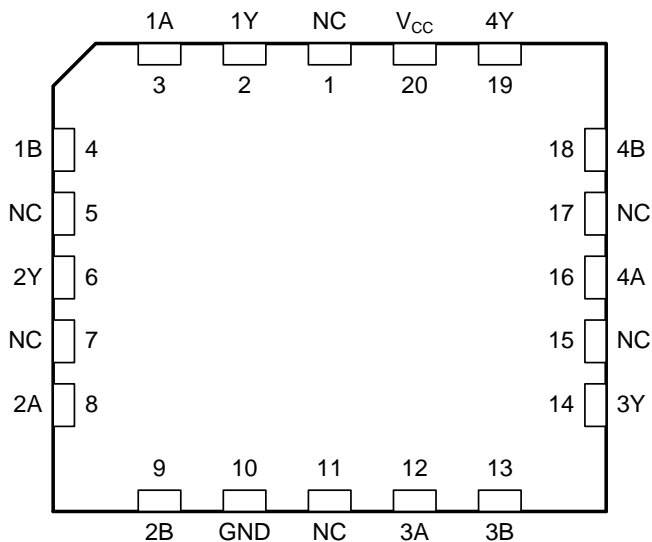 1A 1Y NC VCC 4Y
3 2 1 20 19
1B 4 18 4B
NC 5 17 NC
2Y 6 16 4A
NC 7 15 NC
2A 8 14 3Y
9 10 11 12 13
2B GND NC 3A 3B